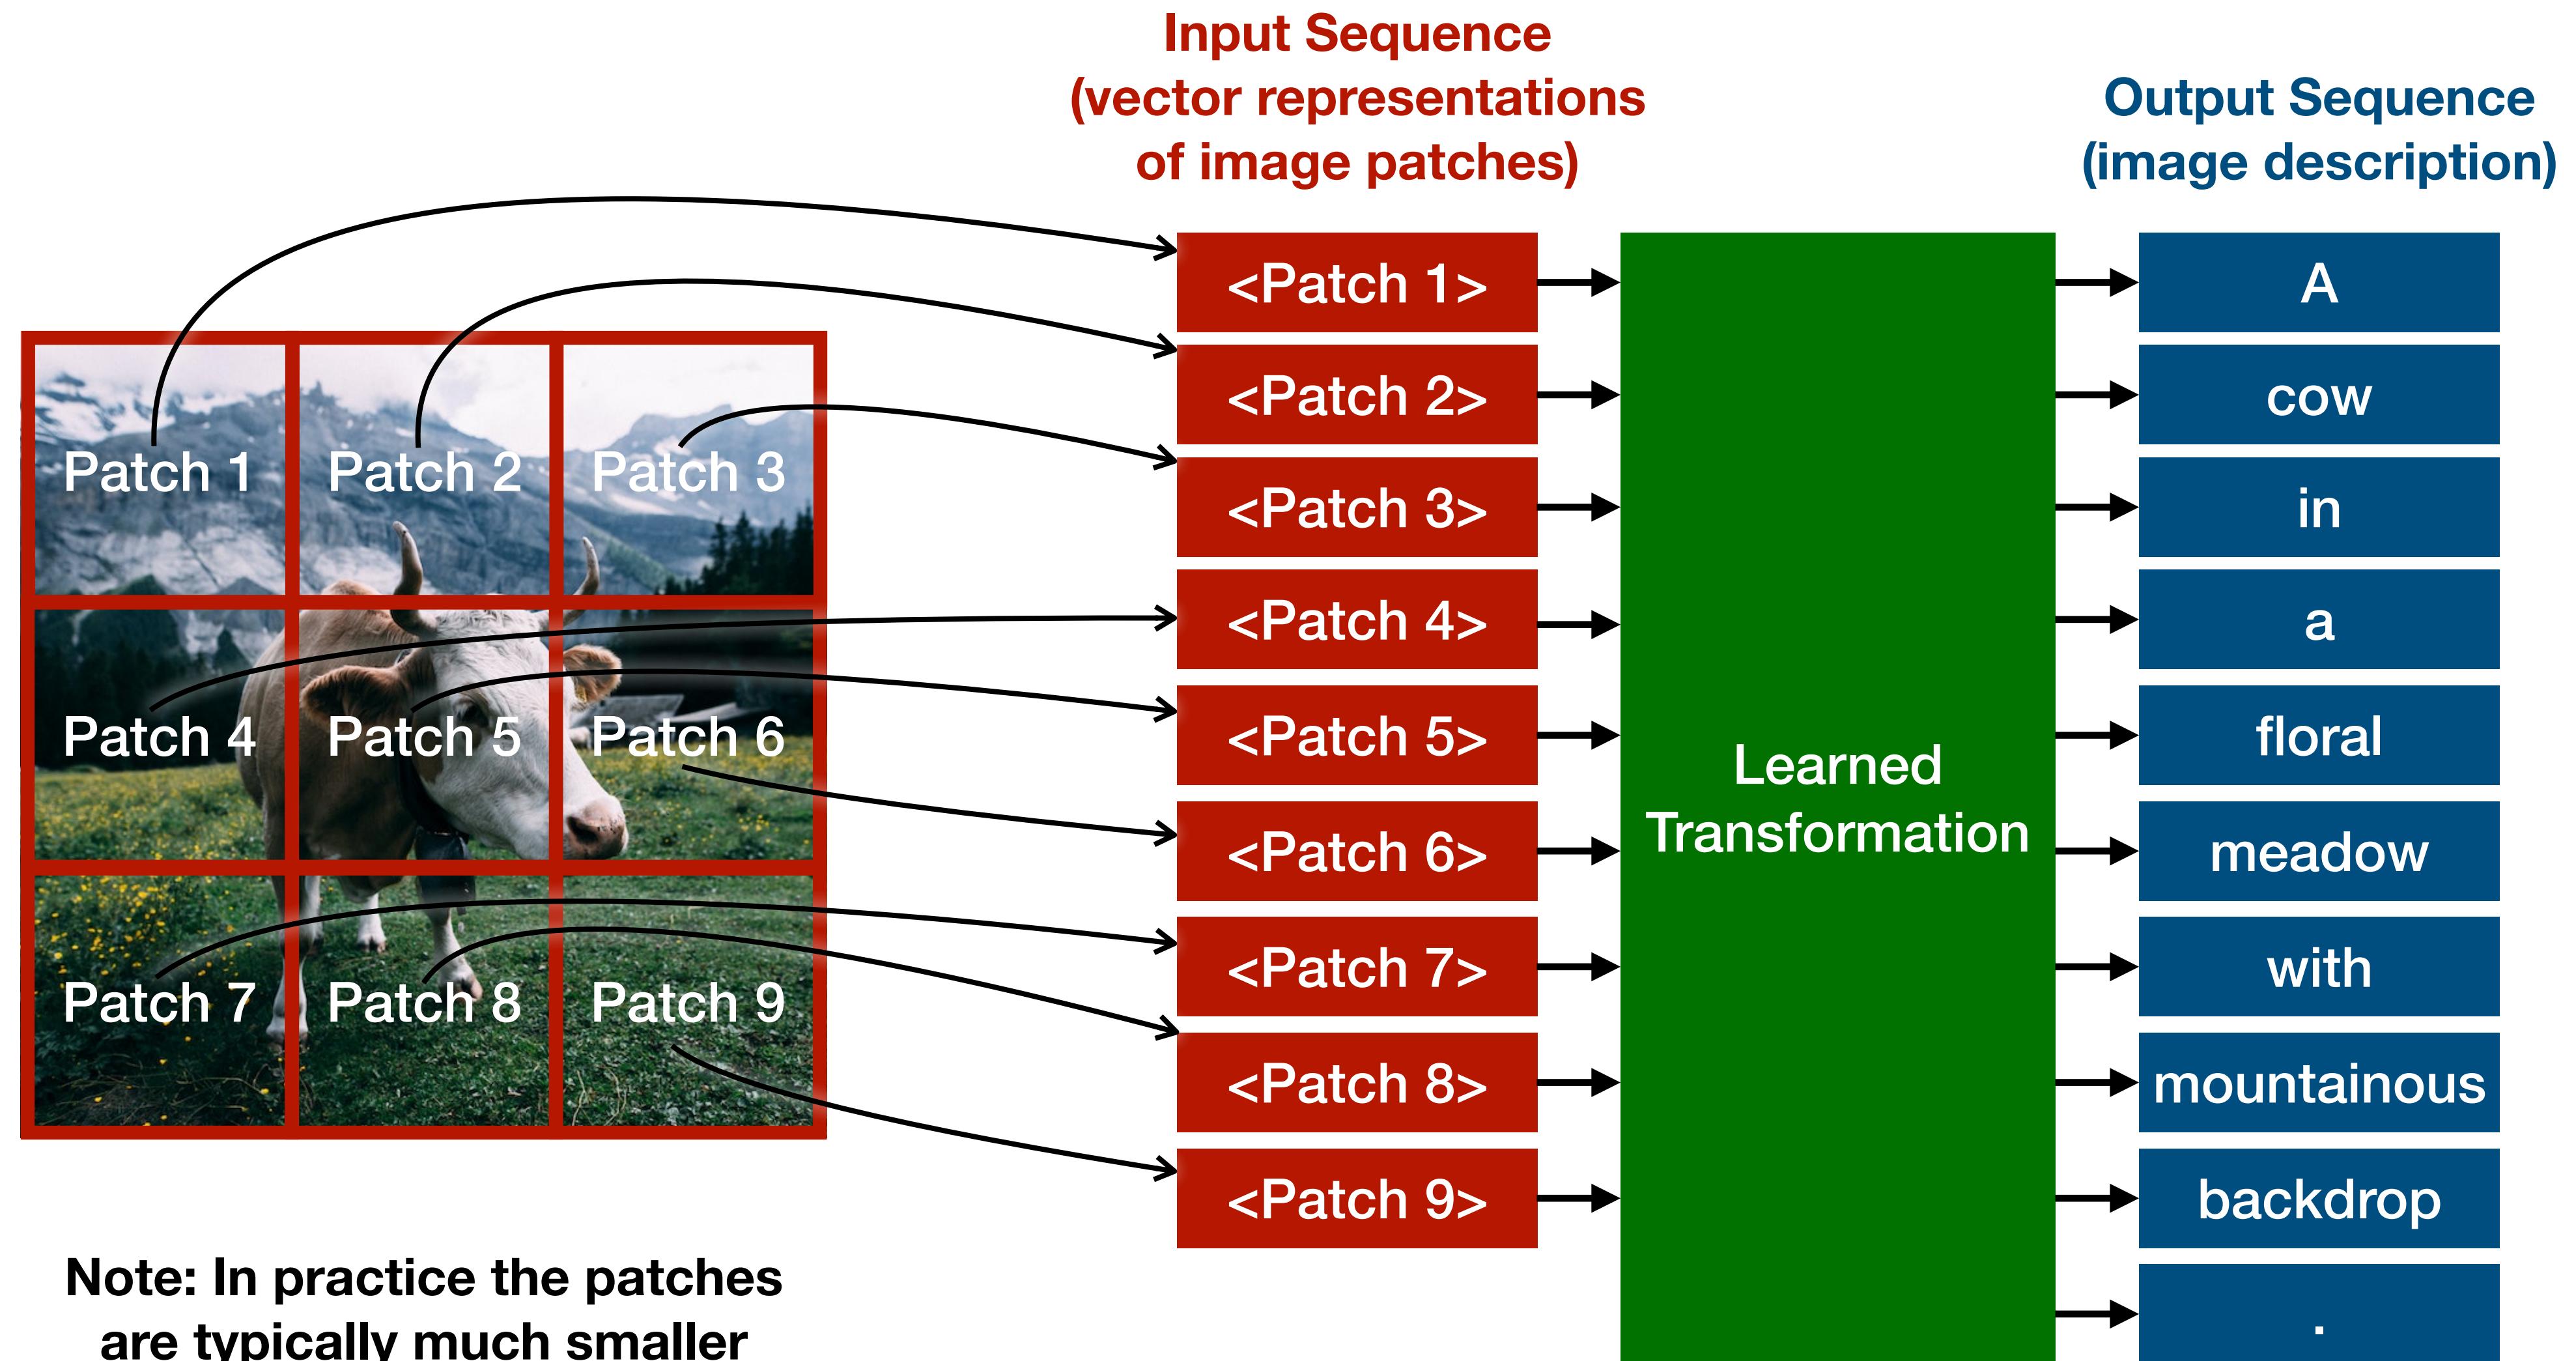 Input Sequence
(vector representations
of image patches)
Output Sequence
(image description)
Patch 1
Patch 2
Patch 3
Patch 4
Patch 5
Patch 6
Patch 7
Patch 8
Patch 9
Note: In practice the patches
are typically much smaller
<Patch 1>
<Patch 2>
<Patch 3>
<Patch 4>
<Patch 5>
<Patch 6>
<Patch 7>
<Patch 8>
<Patch 9>
Learned
Transformation
A
cow
in
a
floral
meadow
with
mountainous
backdrop
.